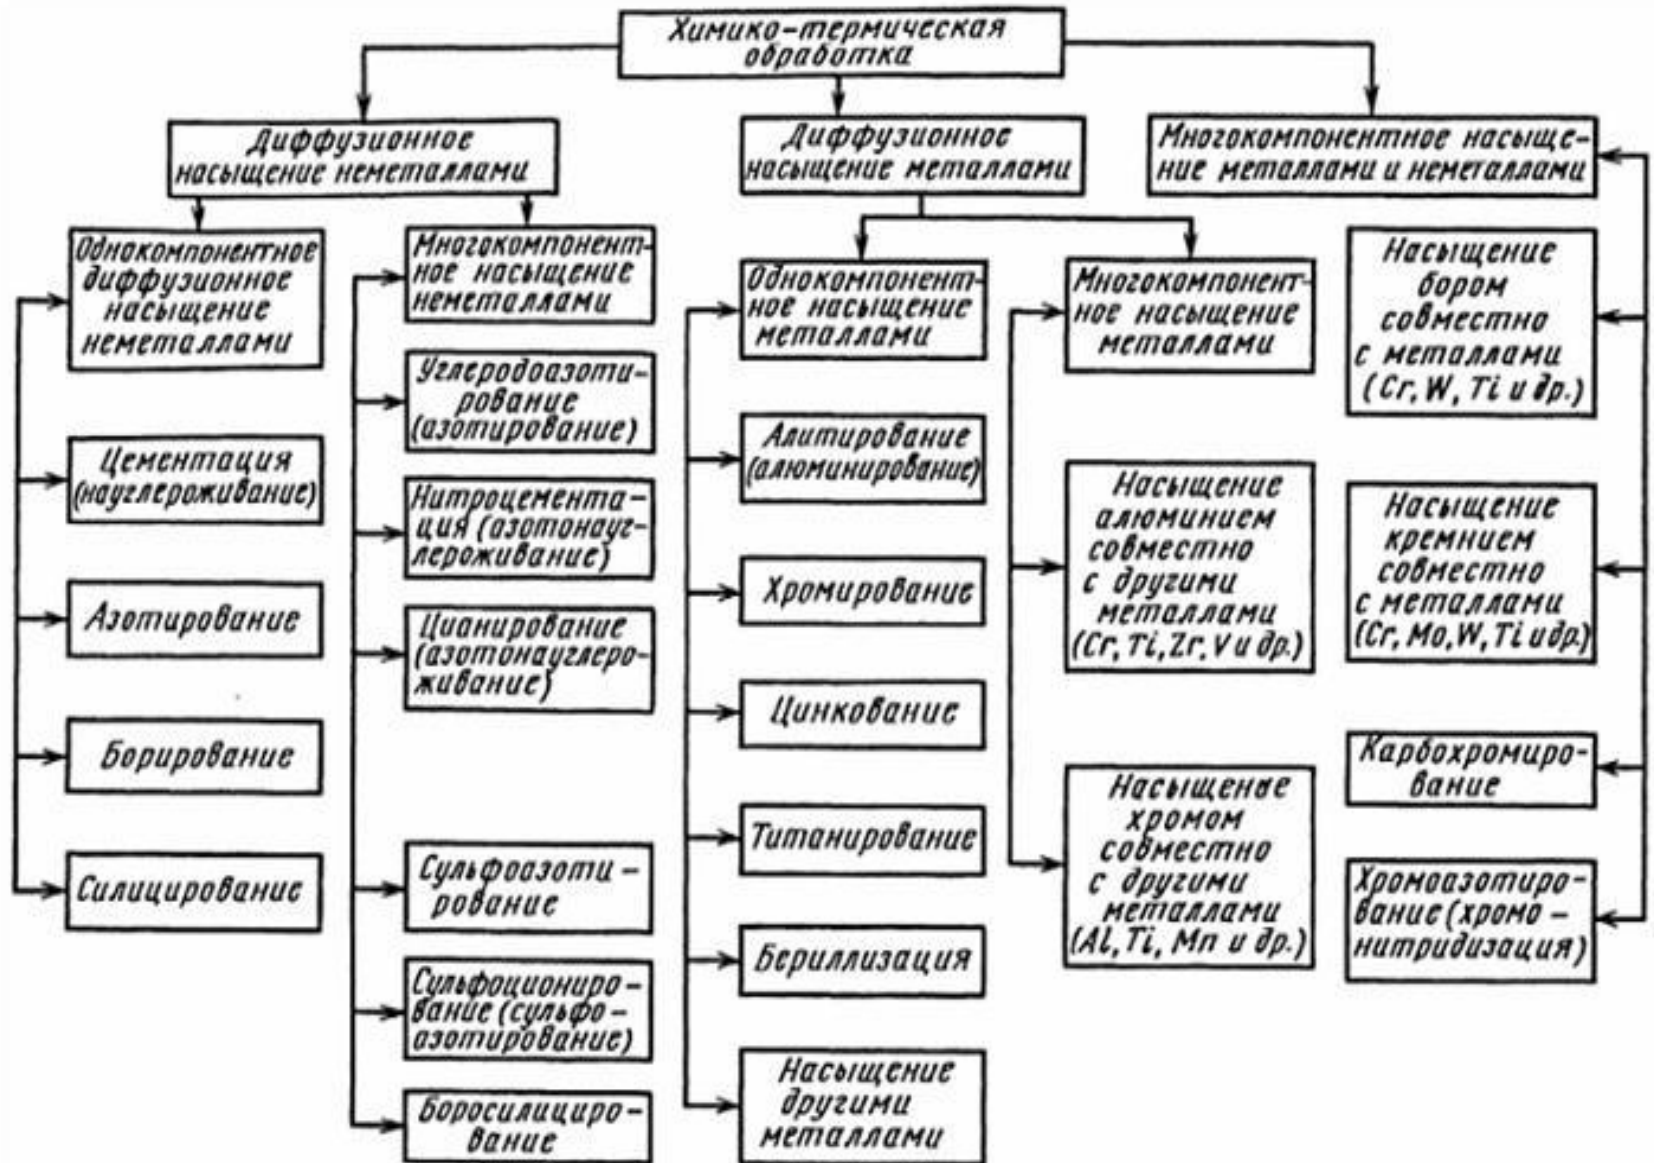 Химико-термическая
обработка
Диффузионное
насыщение неметаллами
Диффузионное
насыщение металлами
Многокомпонентное насыще-
ние металлами и неметаллами
Однокомпонентное
диффузионное
насыщение
неметаллами
Цементация
(науглероживание)
Азотирование
Борирование
Силицирование
Многокомпонент-
ное насыщение
неметаллами
Углеродоазоти-
рование
(азотирование)
Нитроцемента-
ция (азотонауг-
лероживание)
Цианирование
(азотонауглеро-
живание)
Сульфоазоти-
рование
Сульфоциониро-
вание (сульфо-
азотирование)
Боросилициро-
вание
Однокомпонент-
ное насыщение
металлами
Алитирование
(алюминирование)
Хромирование
Цинкование
Титанирование
Бериллизация
Насыщение
другими
металлами
Многокомпонент-
ное насыщение
металлами
Насыщение
алюминием
совместно
с другими
металлами
(Cr, Ti, Zr, V и др.)
Насыщение
хромом
совместно
с другими
металлами
(Al, Ti, Mn и др.)
Насыщение
бором
совместно
с металлами
(Cr, W, Ti и др.)
Насыщение
кремнием
совместно
с металлами
(Cr, Mo, W, Ti и др.)
Карбохромиро-
вание
Хромоазотиро-
вание (хромо-
нитридизация)